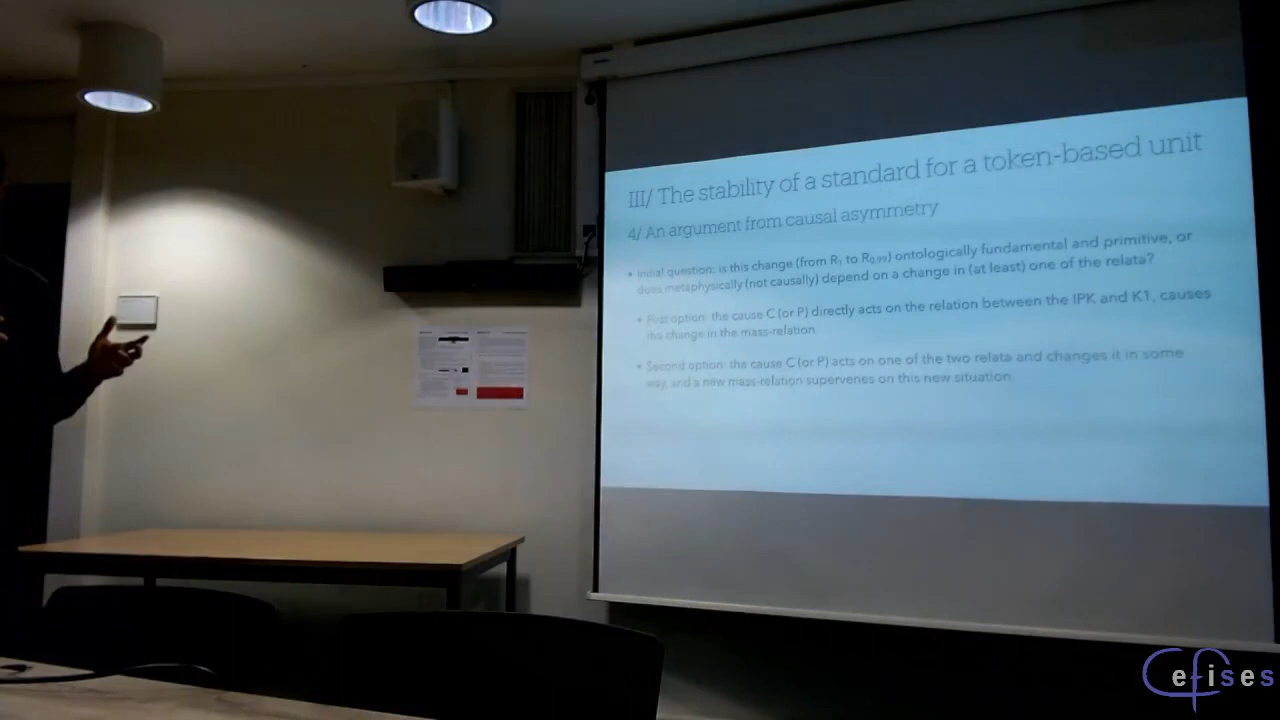 III/ The stability of a standard for a token-based unit
4/ An argument from causal asymmetry
• Initial question: is this change (from R₁ to R₀.₉₉) ontologically fundamental and primitive, or
does metaphysically (not causally) depend on a change in (at least) one of the relata?
• First option: the cause C (or P) directly acts on the relation between the IPK and K1, causes
the change in the mass-relation.
• Second option: the cause C (or P) acts on one of the two relata and changes it in some
way, and a new mass-relation supervenes on this new situation.
Cefises